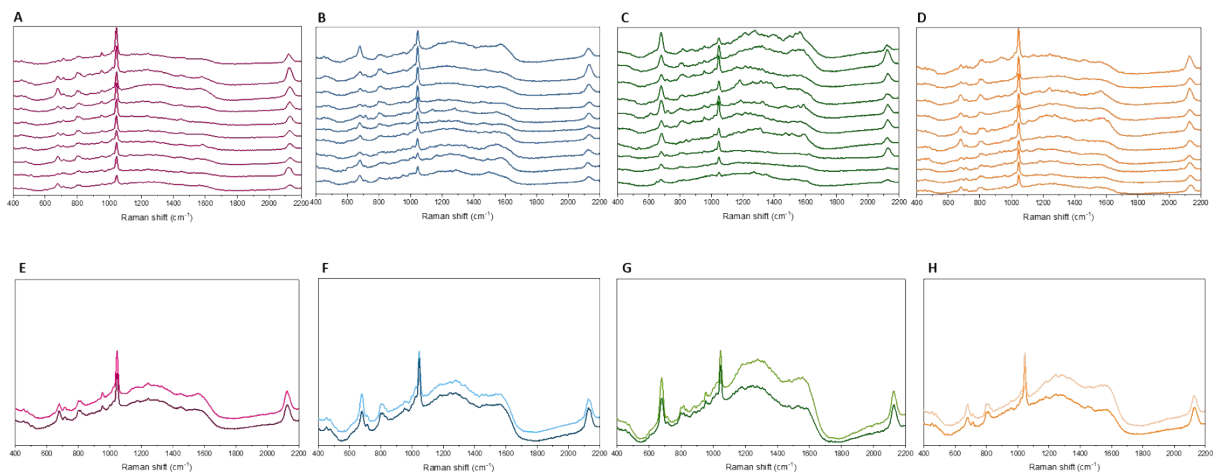 A B C D
400 600 800 1000 1200 1400 1600 1800 2000 2200 400 600 800 1000 1200 1400 1600 1800 2000 2200 400 600 800 1000 1200 1400 1600 1800 2000 2200 400 600 800 1000 1200 1400 1600 1800 2000 2200
Raman shift (cm⁻¹) Raman shift (cm⁻¹) Raman shift (cm⁻¹) Raman shift (cm⁻¹)
E F G H
400 600 800 1000 1200 1400 1600 1800 2000 2200 400 600 800 1000 1200 1400 1600 1800 2000 2200 400 600 800 1000 1200 1400 1600 1800 2000 2200 400 600 800 1000 1200 1400 1600 1800 2000 2200
Raman shift (cm⁻¹) Raman shift (cm⁻¹) Raman shift (cm⁻¹) Raman shift (cm⁻¹)